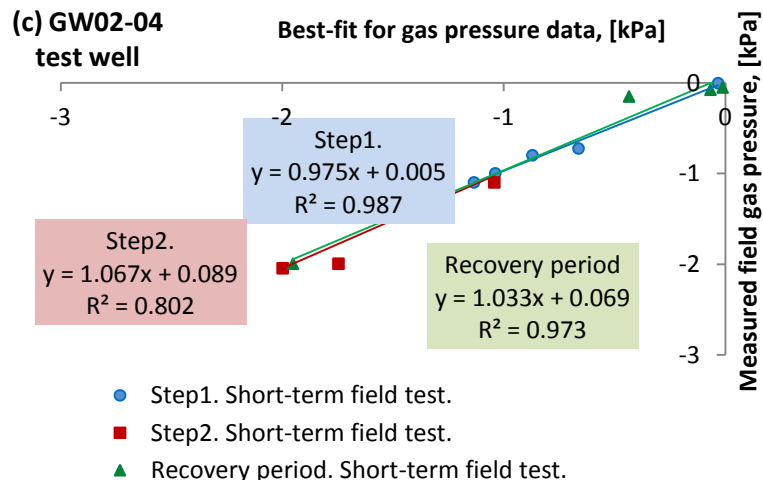 (c) GW02-04
test well
Best-fit for gas pressure data, [kPa]
Measured field gas pressure, [kPa]
-3
-2
-1
0
0
-1
-2
-3
Step1.
y = 0.975x + 0.005
R² = 0.987
Step2.
y = 1.067x + 0.089
R² = 0.802
Recovery period
y = 1.033x + 0.069
R² = 0.973
Step1. Short-term field test.
Step2. Short-term field test.
Recovery period. Short-term field test.